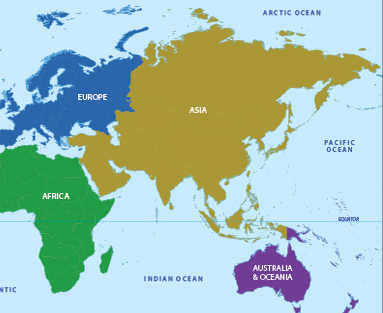 ARCTIC OCEAN
EUROPE
ASIA
PACIFIC
OCEAN
AFRICA
EQUATOR
AUSTRALIA
& OCEANIA
INDIAN OCEAN
NTIC